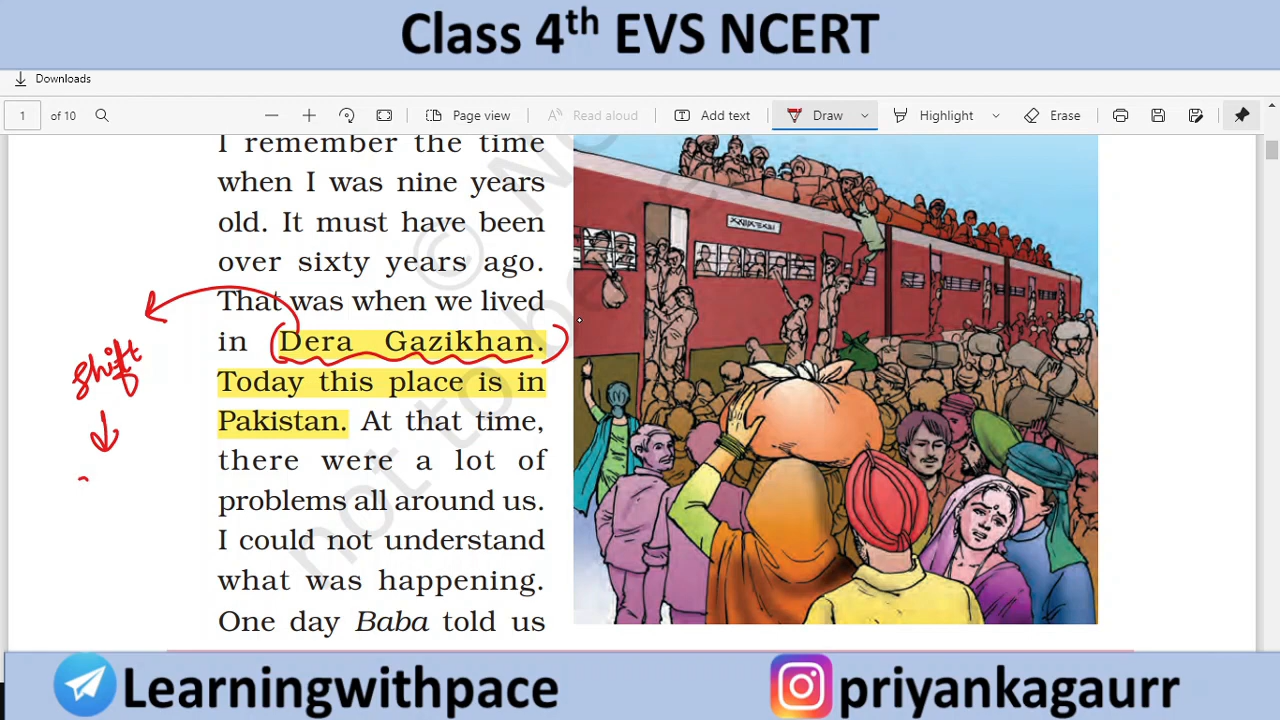 Class 4th EVS NCERT
Downloads
1 of 10 Page view Read aloud Add text Draw Highlight Erase
I remember the time
when I was nine years
old. It must have been
over sixty years ago.
That was when we lived
in Dera Gazikhan.
Today this place is in
Pakistan. At that time,
there were a lot of
problems all around us.
I could not understand
what was happening.
One day Baba told us
shift
not to be
Learningwithpace
priyankagaurr